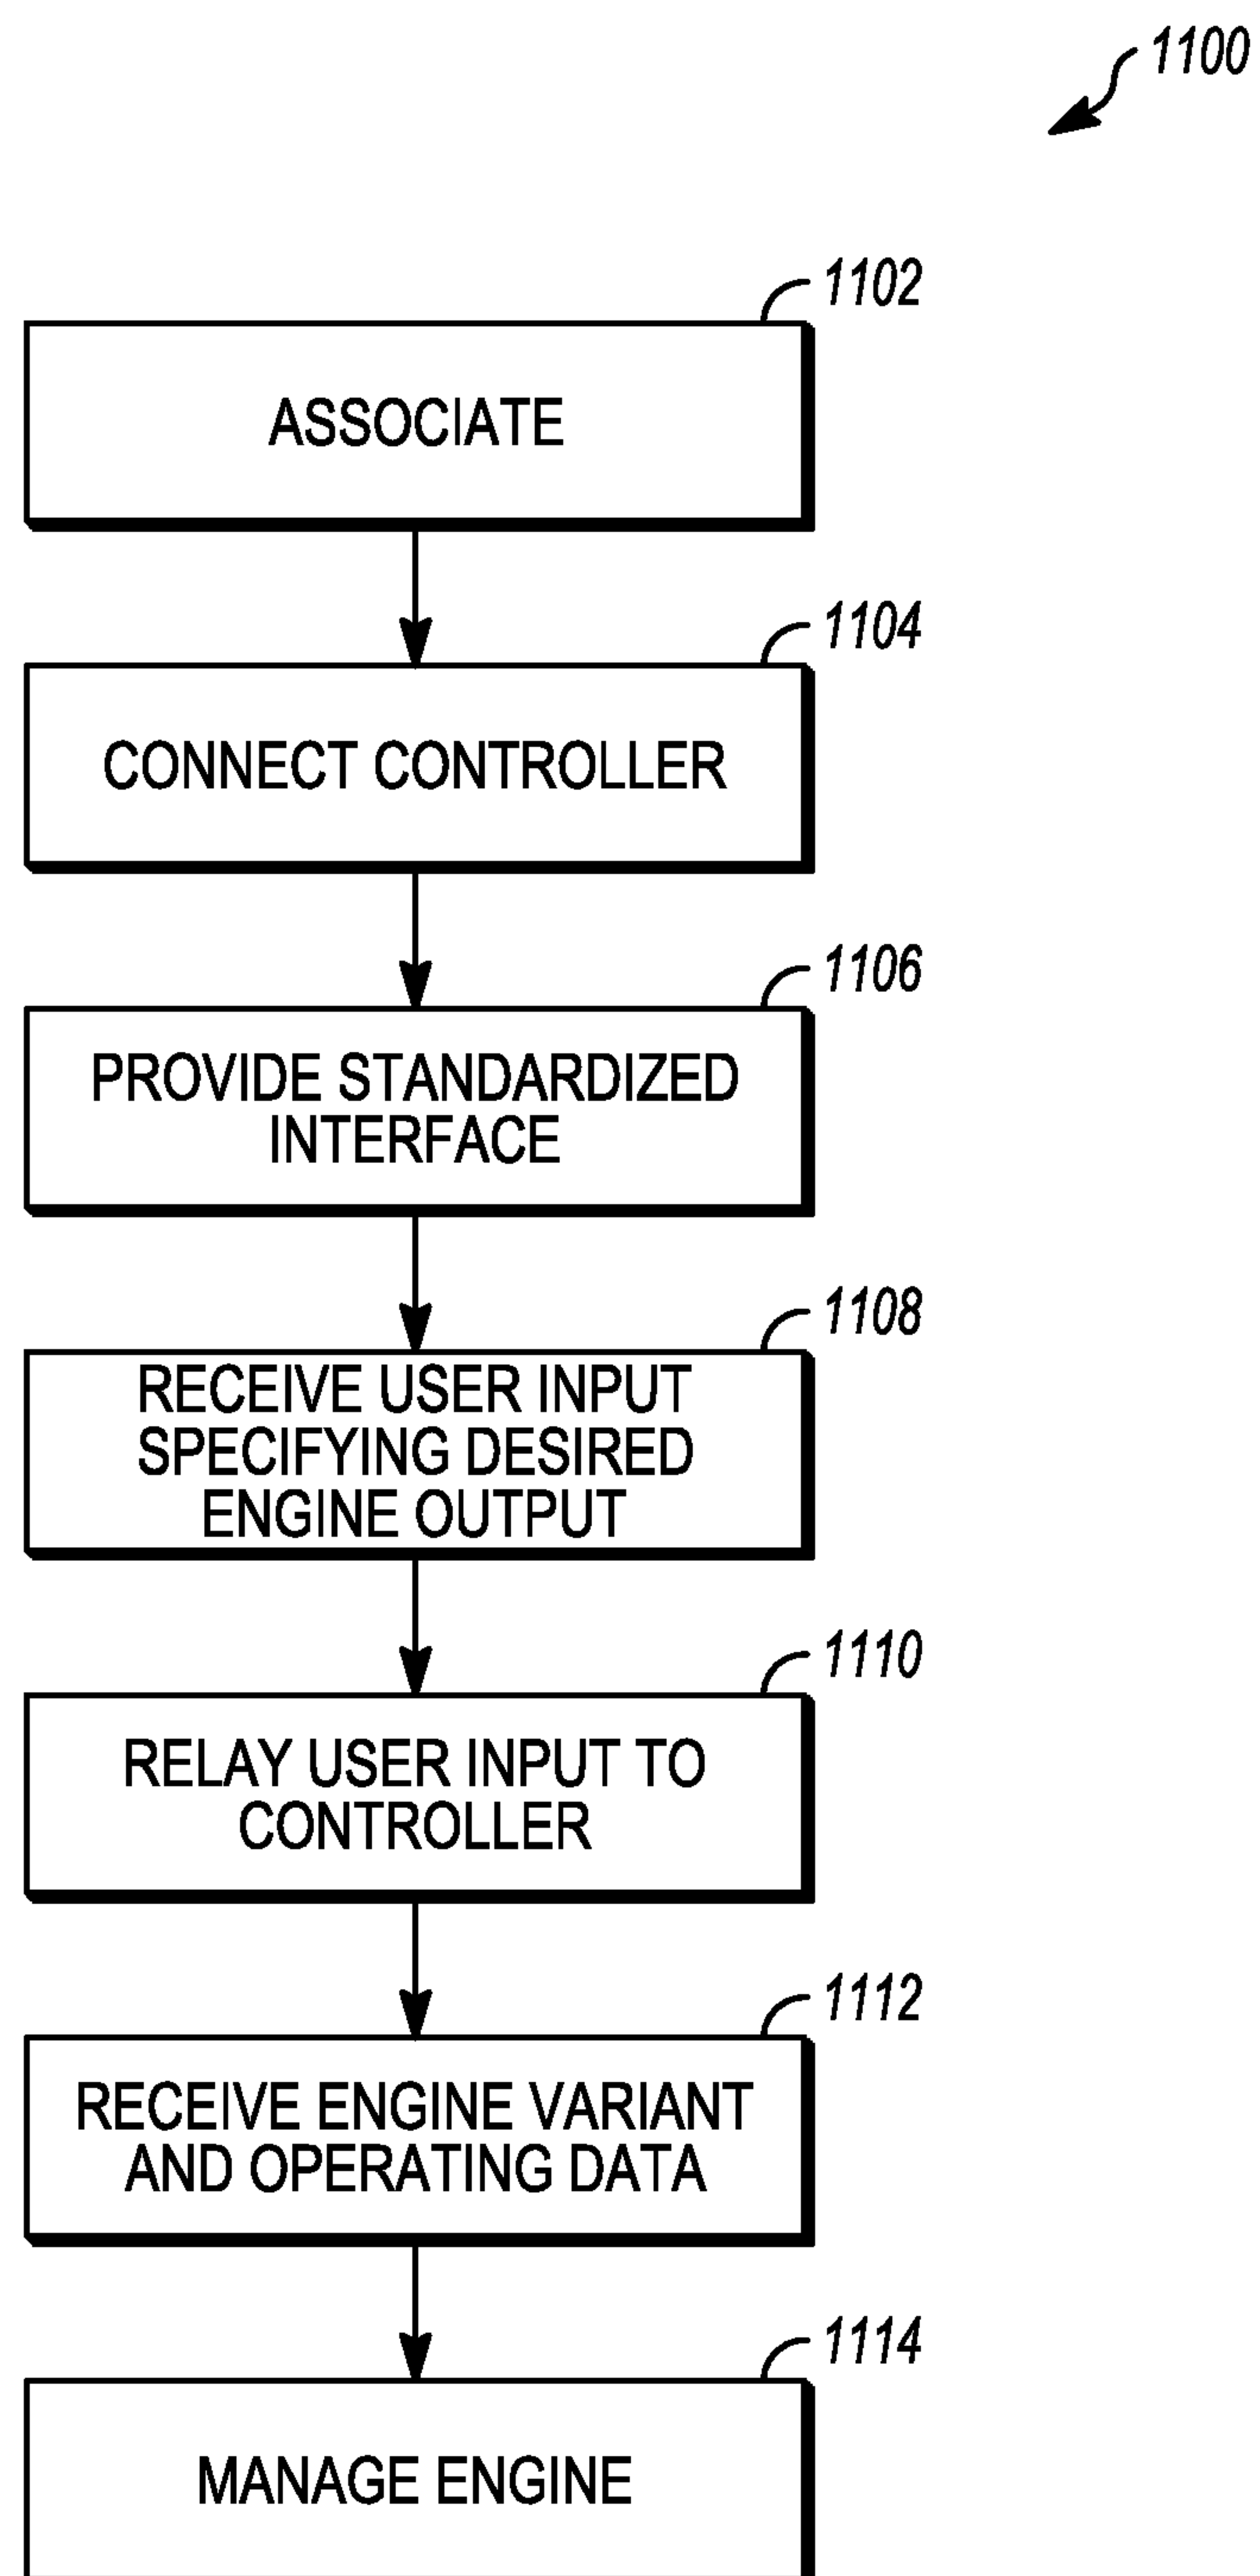 1100
1102
ASSOCIATE
1104
CONNECT CONTROLLER
1106
PROVIDE STANDARDIZED
INTERFACE
1108
RECEIVE USER INPUT
SPECIFYING DESIRED
ENGINE OUTPUT
1110
RELAY USER INPUT TO
CONTROLLER
1112
RECEIVE ENGINE VARIANT
AND OPERATING DATA
1114
MANAGE ENGINE